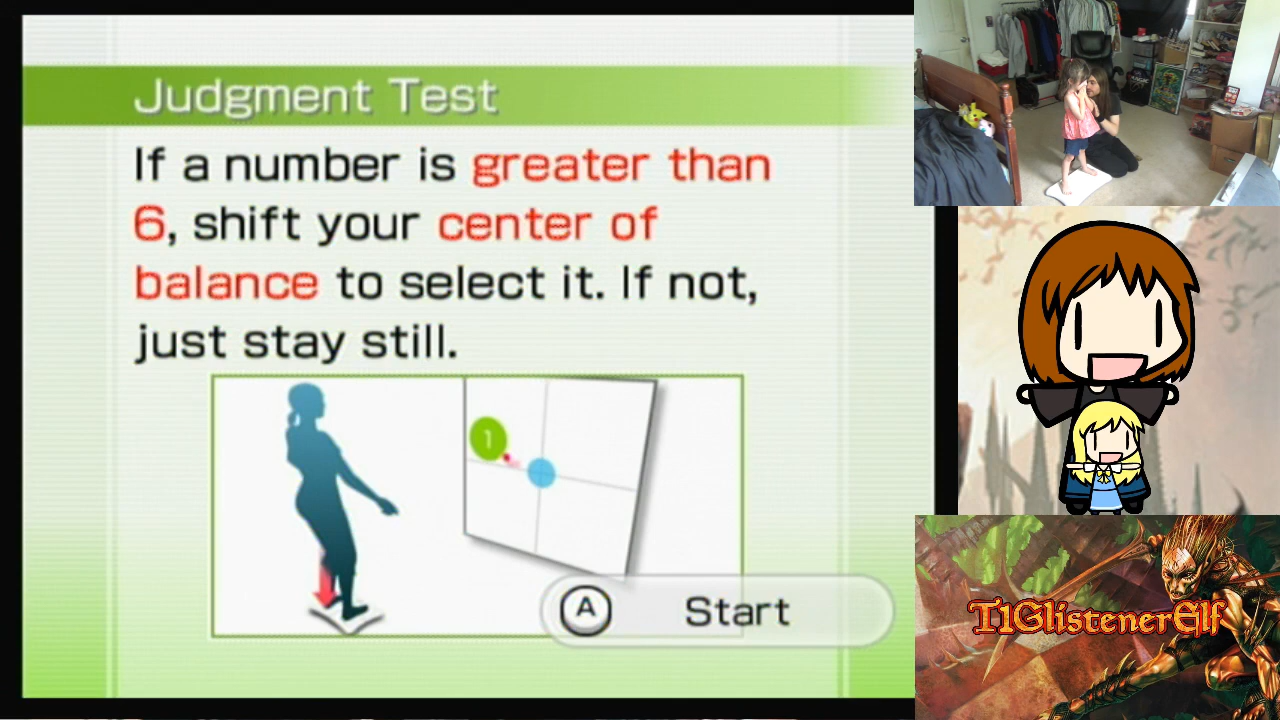 Judgment Test
If a number is greater than
6, shift your center of
balance to select it. If not,
just stay still.
1
A Start
T1GlistenerElf